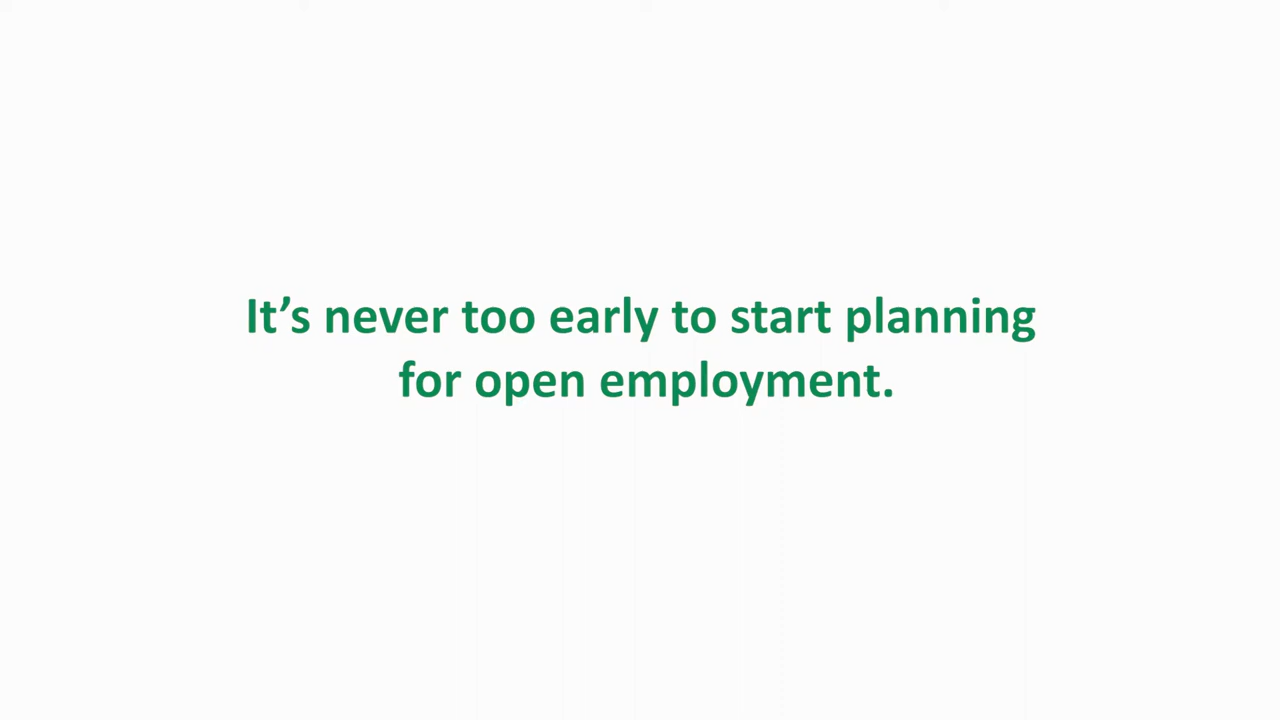 It’s never too early to start planning
for open employment.